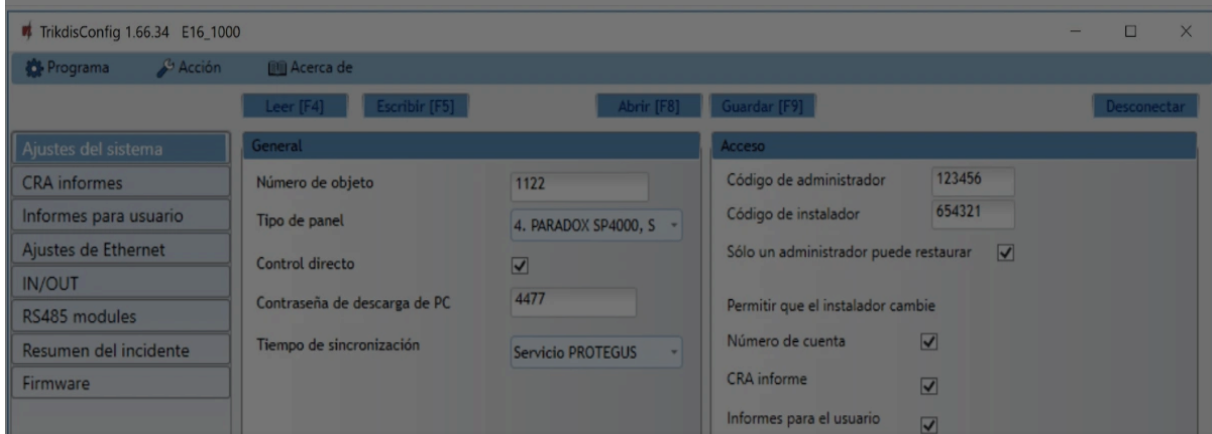 TrikdisConfig 1.66.34 E16_1000
Programa Acción Acerca de
Leer [F4] Escribir [F5] Abrir [F8] Guardar [F9] Desconectar
Ajustes del sistema
CRA informes
Informes para usuario
Ajustes de Ethernet
IN/OUT
RS485 modules
Resumen del incidente
Firmware
General
Número de objeto 1122
Tipo de panel 4. PARADOX SP4000, S
Control directo
Contraseña de descarga de PC 4477
Tiempo de sincronización Servicio PROTEGUS
Acceso
Código de administrador 123456
Código de instalador 654321
Sólo un administrador puede restaurar
Permitir que el instalador cambie
Número de cuenta
CRA informe
Informes para el usuario